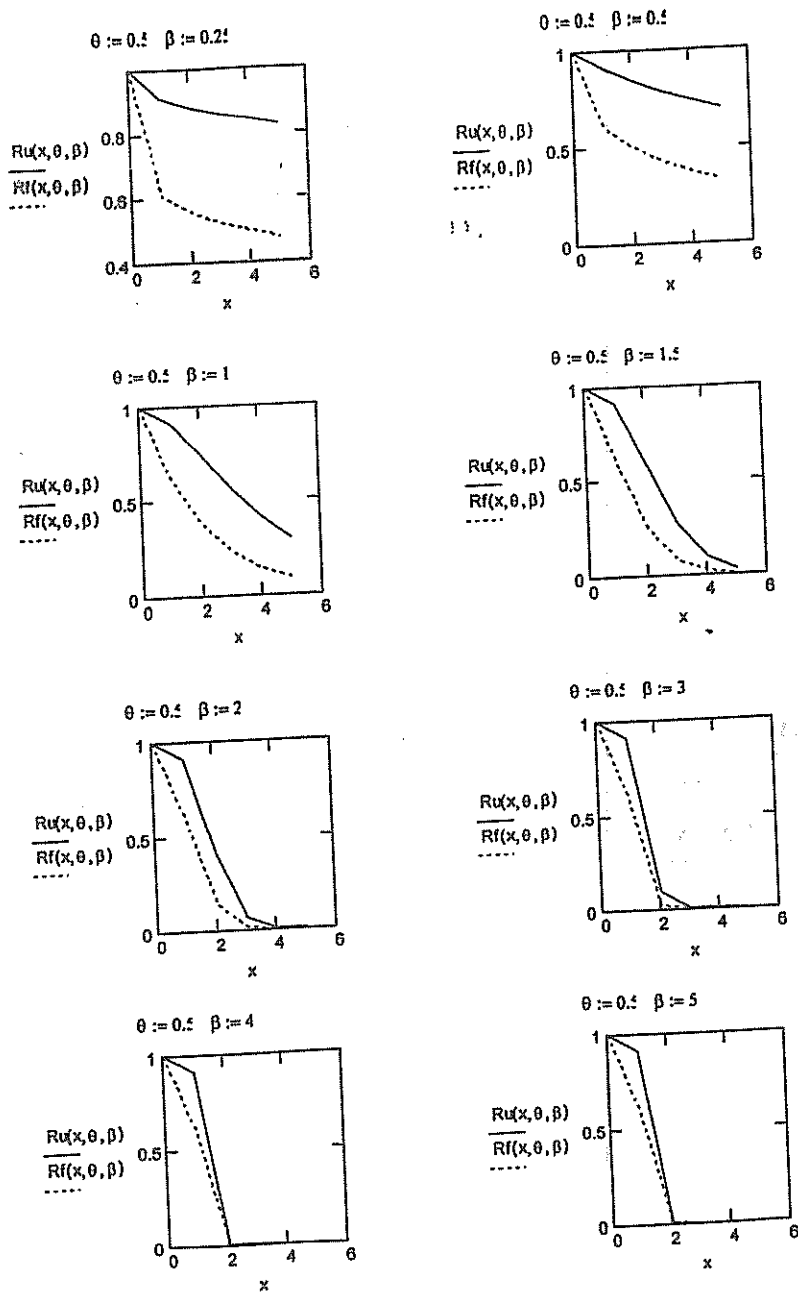 θ := 0.5 β := 0.25
0.8
0.6
0.4
Ru(x,θ,β)
Rf(x,θ,β)
0 2 4 6
x
θ := 0.5 β := 0.5
1
0.5
0
Ru(x,θ,β)
Rf(x,θ,β)
0 2 4 6
x
θ := 0.5 β := 1
1
0.5
0
Ru(x,θ,β)
Rf(x,θ,β)
0 2 4 6
x
θ := 0.5 β := 1.5
1
0.5
0
Ru(x,θ,β)
Rf(x,θ,β)
0 2 4 6
x
θ := 0.5 β := 2
1
0.5
0
Ru(x,θ,β)
Rf(x,θ,β)
0 2 4 6
x
θ := 0.5 β := 3
1
0.5
0
Ru(x,θ,β)
Rf(x,θ,β)
0 2 4 6
x
θ := 0.5 β := 4
1
0.5
0
Ru(x,θ,β)
Rf(x,θ,β)
0 2 4 6
x
θ := 0.5 β := 5
1
0.5
0
Ru(x,θ,β)
Rf(x,θ,β)
0 2 4 6
x